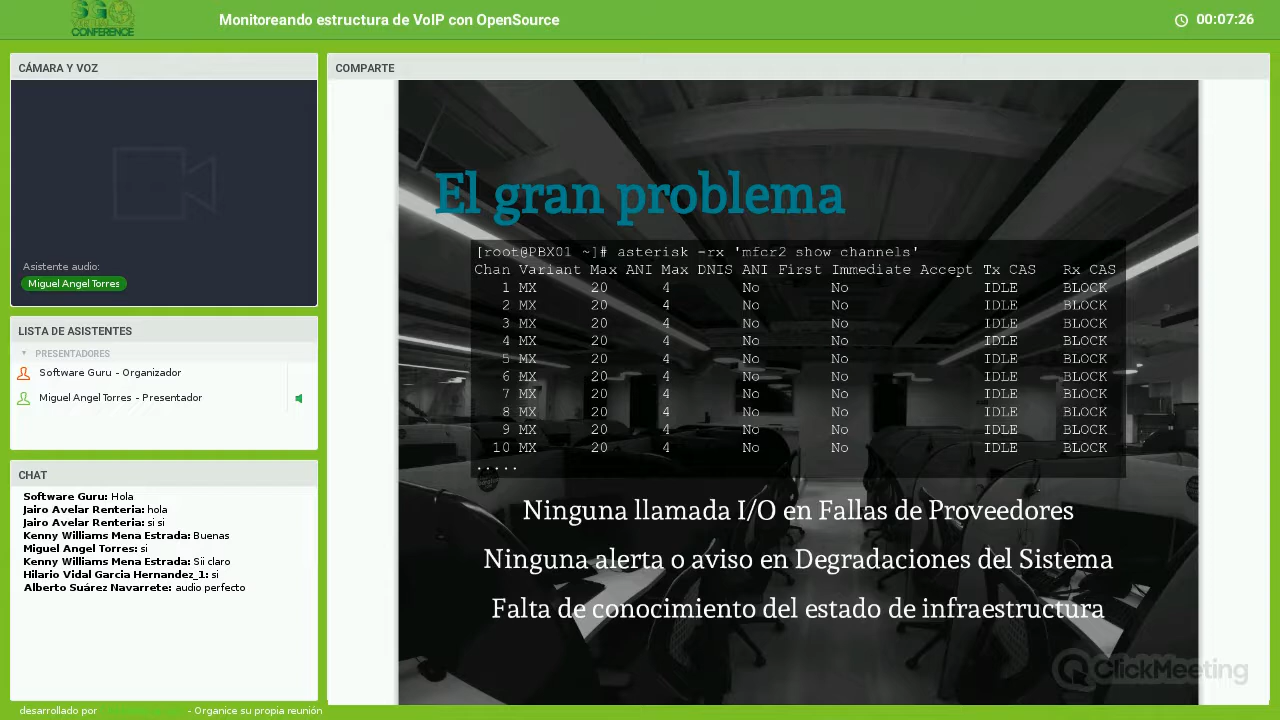 SG
VIRTUAL
CONFERENCE
Monitoreando estructura de VoIP con OpenSource
00:07:26
CÁMARA Y VOZ
Asistente audio:
Miguel Angel Torres
LISTA DE ASISTENTES
PRESENTADORES
Software Guru - Organizador
Miguel Angel Torres - Presentador
CHAT
Software Guru: Hola
Jairo Avelar Renteria: hola
Jairo Avelar Renteria: si si
Kenny Williams Mena Estrada: Buenas
Miguel Angel Torres: si
Kenny Williams Mena Estrada: Sii claro
Hilario Vidal Garcia Hernandez_1: si
Alberto Suárez Navarrete: audio perfecto
desarrollado por - Organice su propia reunión
COMPARTE
El gran problema
[root@PBX01 ~]# asterisk -rx 'mfcr2 show channels'
Chan Variant Max ANI Max DNIS ANI First Immediate Accept Tx CAS Rx CAS
1 MX 20 4 No No IDLE BLOCK
2 MX 20 4 No No IDLE BLOCK
3 MX 20 4 No No IDLE BLOCK
4 MX 20 4 No No IDLE BLOCK
5 MX 20 4 No No IDLE BLOCK
6 MX 20 4 No No IDLE BLOCK
7 MX 20 4 No No IDLE BLOCK
8 MX 20 4 No No IDLE BLOCK
9 MX 20 4 No No IDLE BLOCK
10 MX 20 4 No No IDLE BLOCK
.....
Ninguna llamada I/O en Fallas de Proveedores
Ninguna alerta o aviso en Degradaciones del Sistema
Falta de conocimiento del estado de infraestructura
ClickMeeting